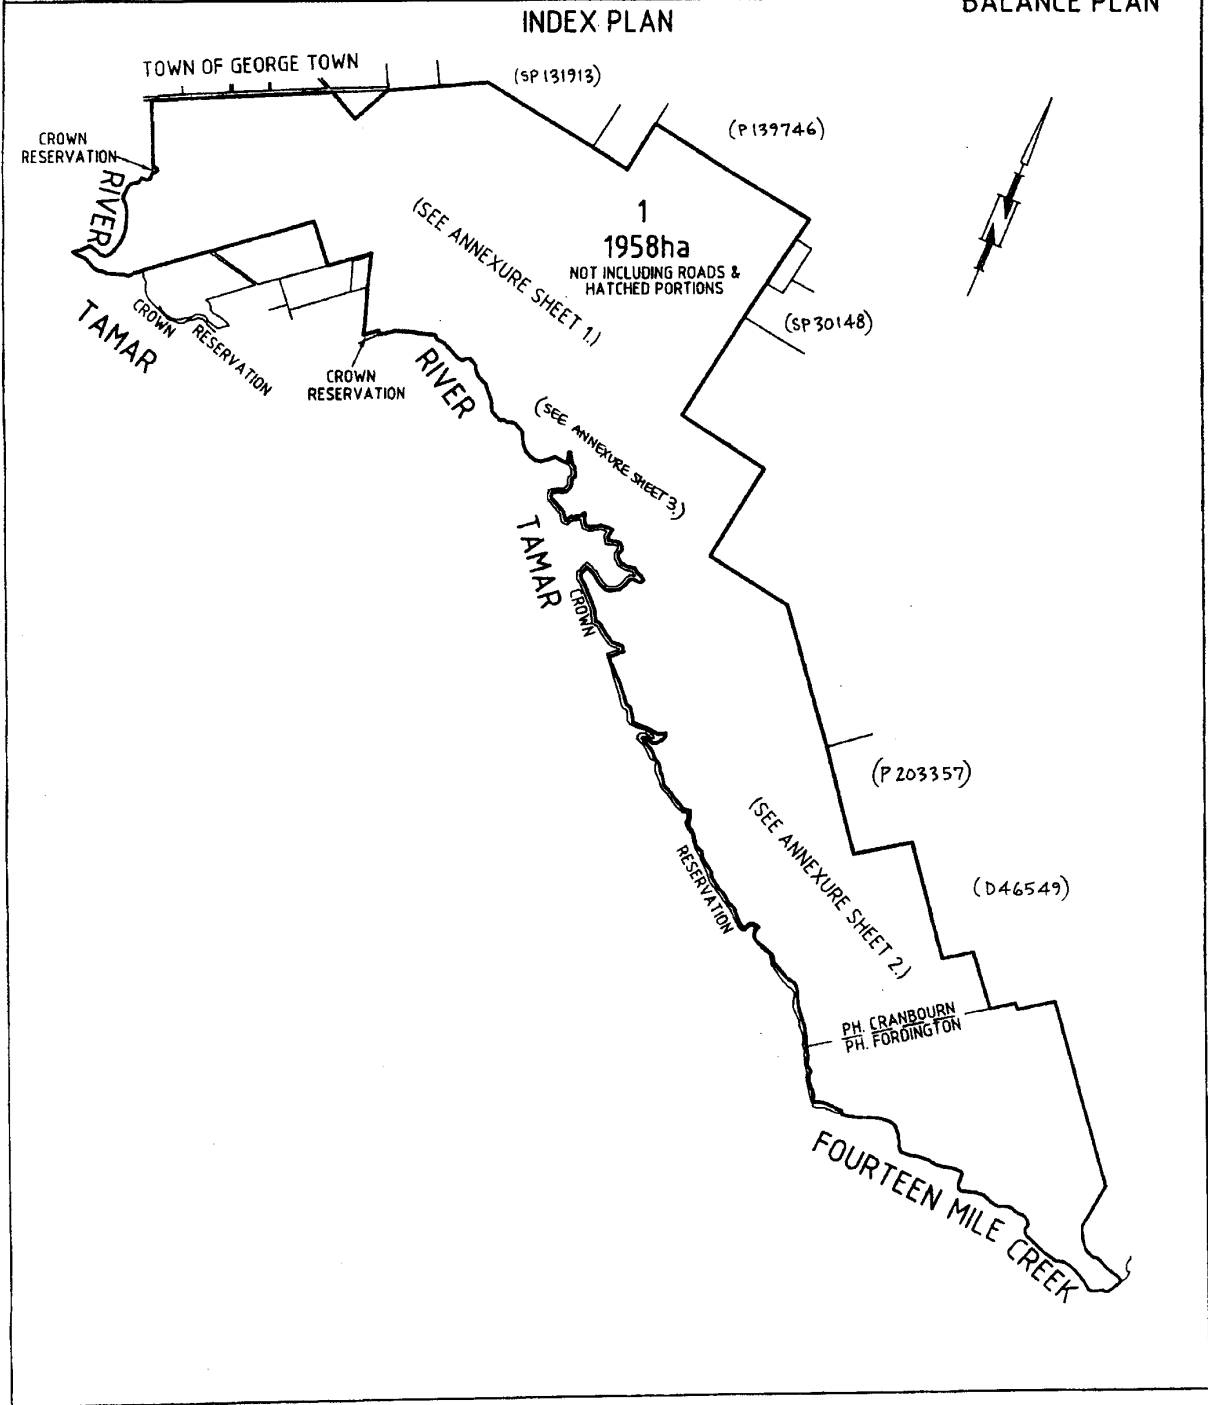 BALANCE PLAN
INDEX PLAN
TOWN OF GEORGE TOWN
(SP 131913)
(P 139746)
CROWN
RESERVATION
RIVER
1
1958ha
NOT INCLUDING ROADS &
HATCHED PORTIONS
(SEE ANNEXURE SHEET 1.)
(SP30148)
TAMAR
CROWN
RESERVATION
CROWN
RESERVATION
RIVER
(SEE ANNEXURE SHEET 3.)
TAMAR
CROWN
(P 203357)
(SEE ANNEXURE SHEET 2.)
RESERVATION
(D46549)
PH. CRANBOURN
PH. FORDINGTON
FOURTEEN MILE CREEK